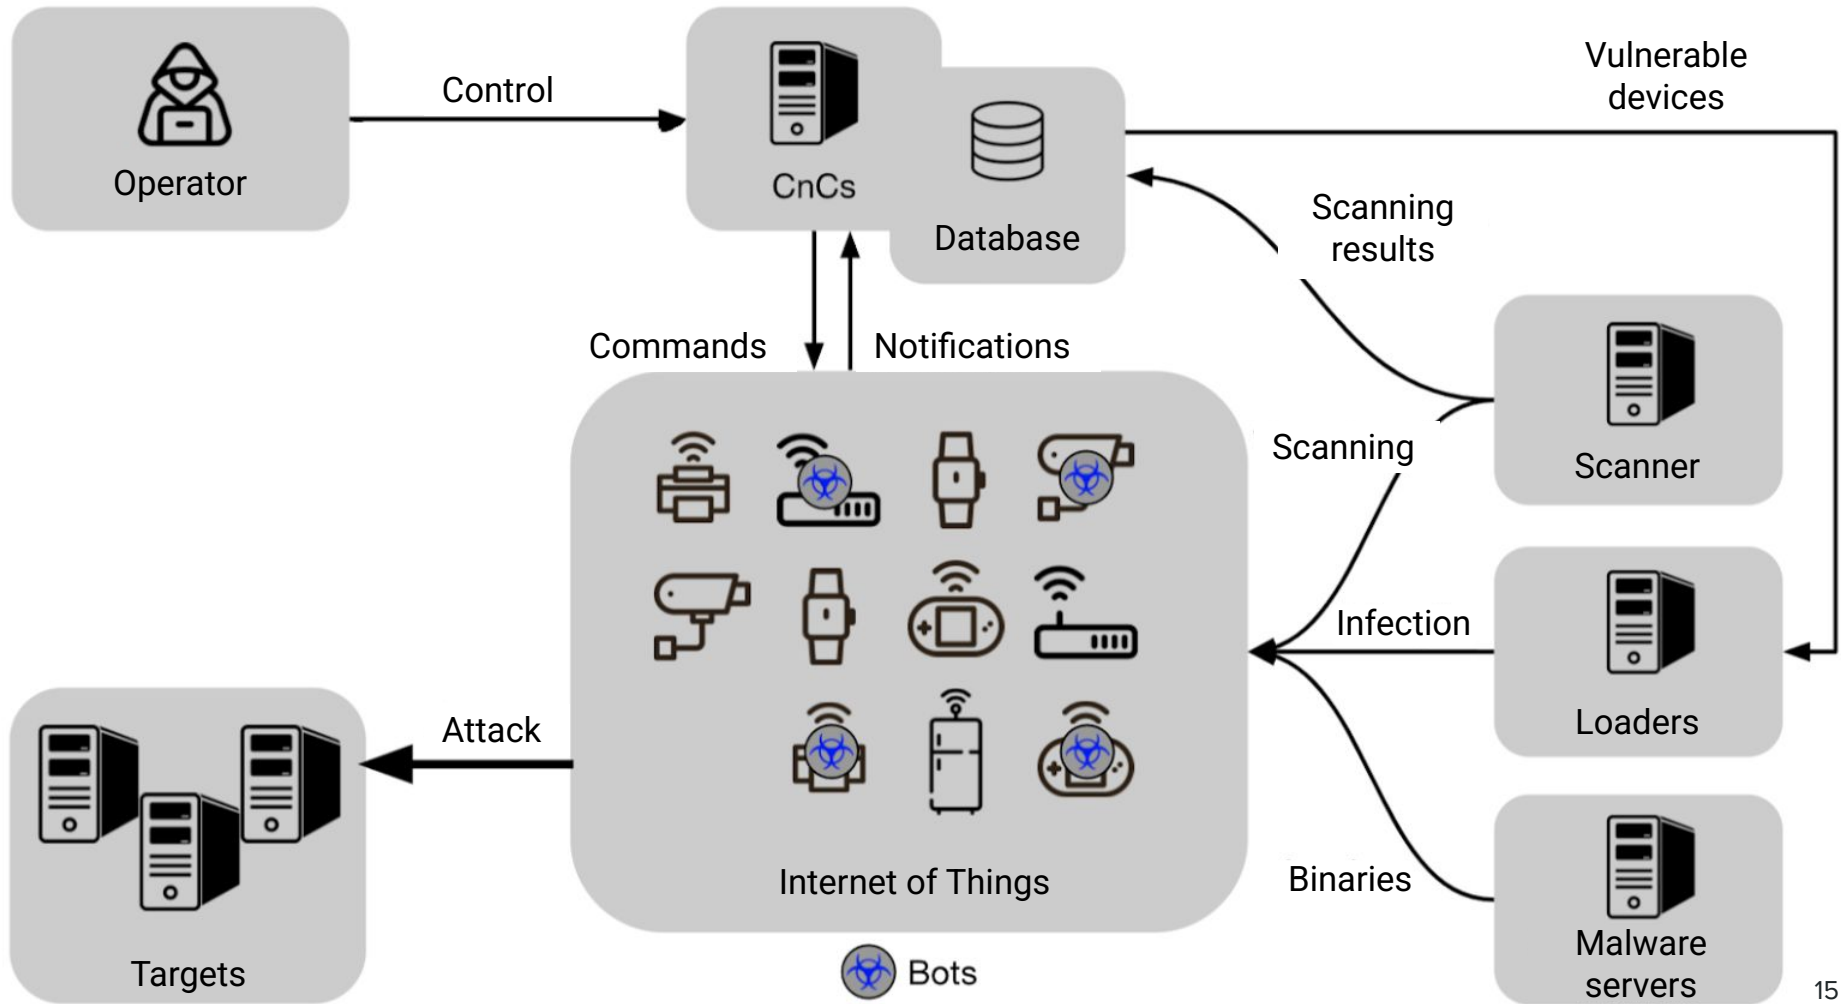 Operator
Control
CnCs
Database
Vulnerable
devices
Scanning
results
Commands
Notifications
Scanning
Scanner
Infection
Loaders
Attack
Targets
Internet of Things
Binaries
Malware
servers
Bots
15